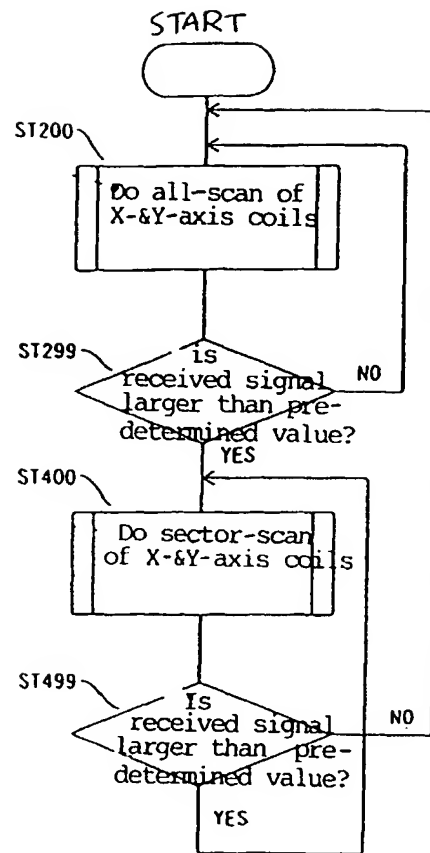 START
ST200
Do all-scan of
X-&Y-axis coils
ST299
is
received signal
larger than pre-
determined value?
NO
YES
ST400
Do sector-scan
of X-&Y-axis coils
ST499
Is
received signal
larger than pre-
determined value?
NO
YES